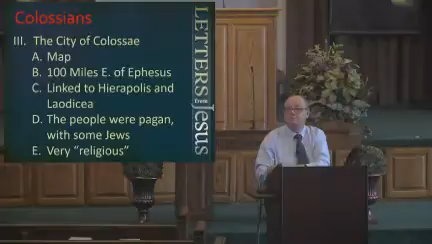 Colossians
III. The City of Colossae
A. Map
B. 100 Miles E. of Ephesus
C. Linked to Hierapolis and
Laodicea
D. The people were pagan,
with some Jews
E. Very "religious"
LETTERS from Jesus